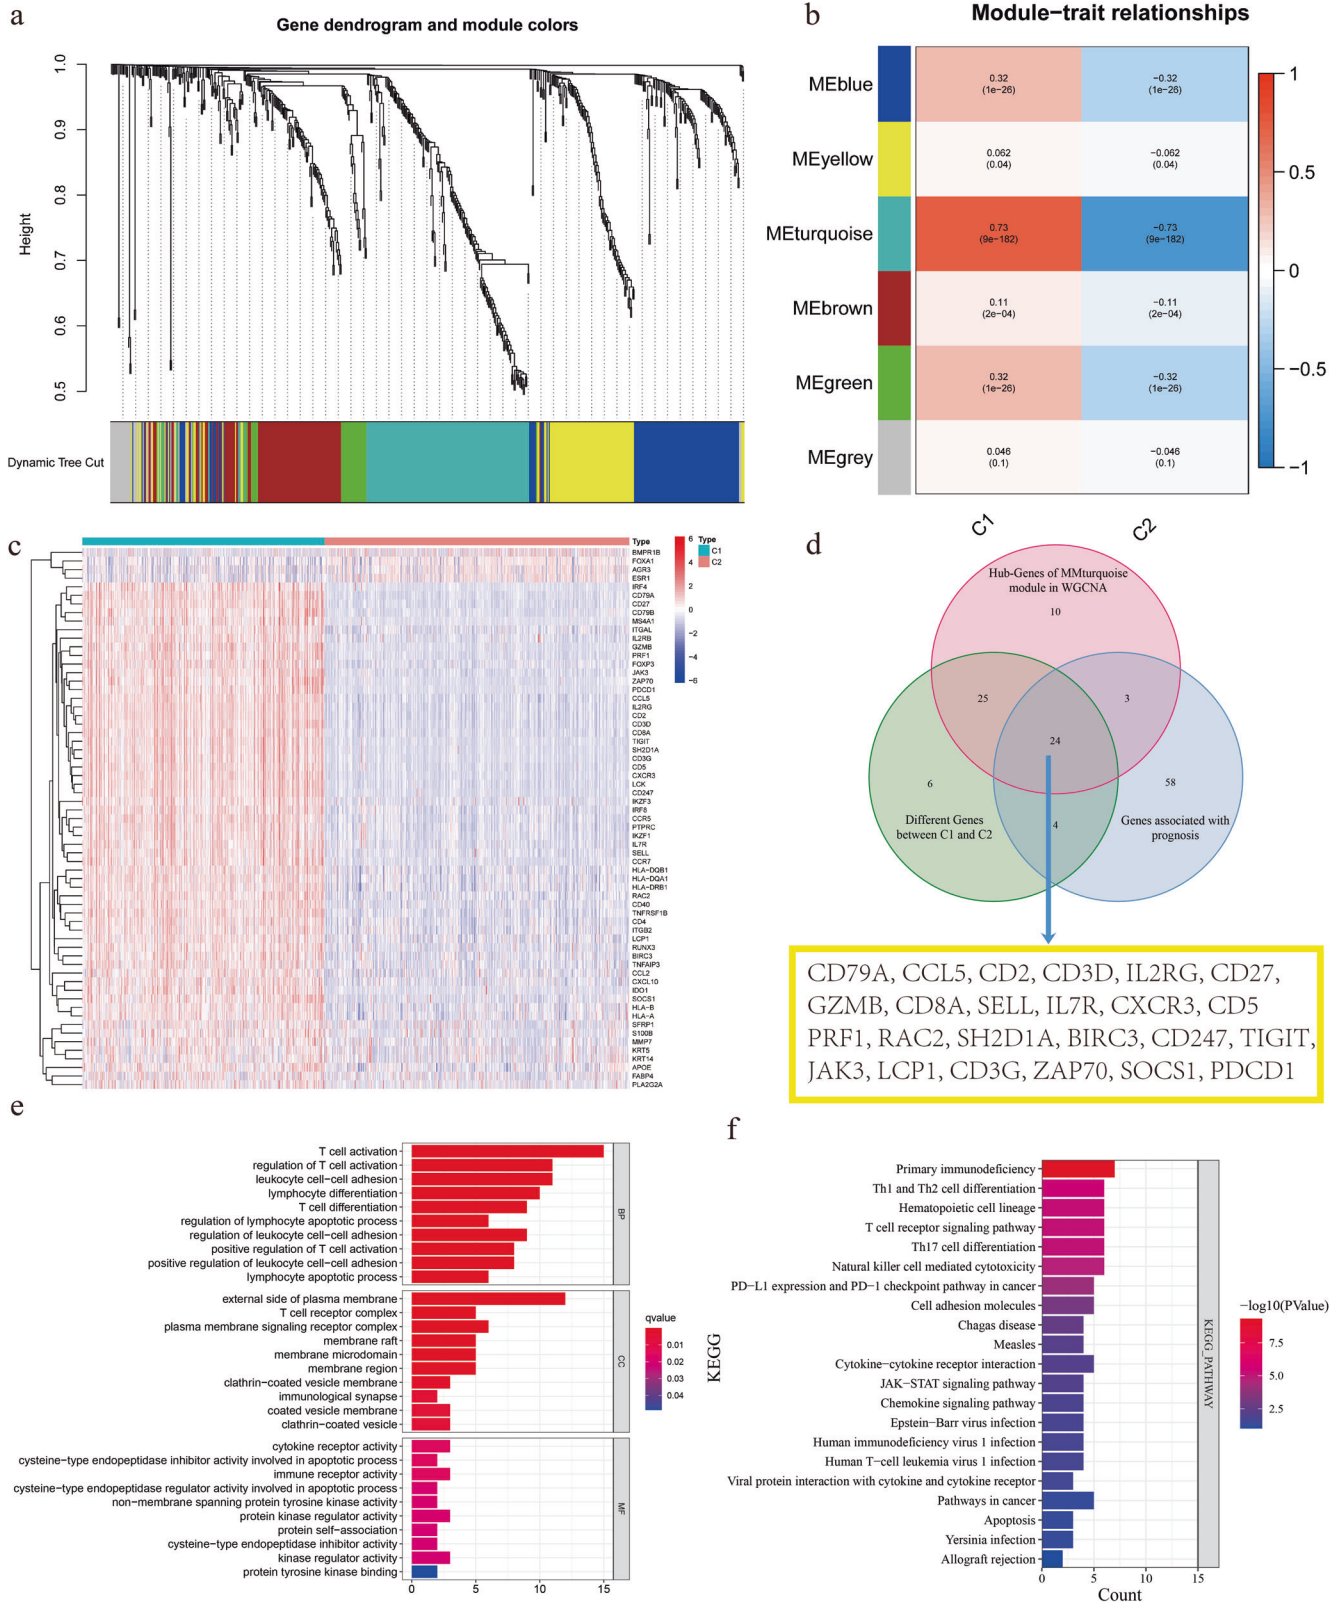 a
Gene dendrogram and module colors
Height
1.0
0.9
0.8
0.7
0.6
0.5
Dynamic Tree Cut
b
Module−trait relationships
MEblue
0.32
(1e−26)
−0.32
(1e−26)
MEyellow
0.062
(0.04)
−0.062
(0.04)
MEturquoise
0.73
(9e−182)
−0.73
(9e−182)
MEbrown
0.11
(2e−04)
−0.11
(2e−04)
MEgreen
0.32
(1e−26)
−0.32
(1e−26)
MEgrey
0.046
(0.1)
−0.046
(0.1)
C1
C2
1
0.5
0
−0.5
−1
c
Type
BMPR1B
FOXA1
AGR3
ESR1
IRF4
CD79A
CD27
CD79B
MS4A1
ITGAL
IL2RB
GZMB
PRF1
FOXP3
JAK3
ZAP70
PDCD1
CCL5
IL2RG
CD2
CD3D
CD8A
TIGIT
SH2D1A
CD3G
CD5
CXCR3
LCK
CD247
IKZF3
IRF8
CCR5
PTPRC
IKZF1
IL7R
SELL
CCR7
HLA−DQB1
HLA−DQA1
HLA−DRB1
RAC2
CD40
TNFRSF1B
CD4
ITGB2
LCP1
RUNX3
BIRC3
TNFAIP3
CCL2
CXCL10
IDO1
SOCS1
HLA−B
HLA−A
SFRP1
S100B
MMP7
KRT5
KRT14
APOE
FABP4
PLA2G2A
6
4
2
0
−2
−4
−6
Type
C1
C2
d
Hub-Genes of MMturquoise
module in WGCNA
10
25
3
24
6
58
4
Different Genes
between C1 and C2
Genes associated with
prognosis
CD79A, CCL5, CD2, CD3D, IL2RG, CD27,
GZMB, CD8A, SELL, IL7R, CXCR3, CD5
PRF1, RAC2, SH2D1A, BIRC3, CD247, TIGIT,
JAK3, LCP1, CD3G, ZAP70, SOCS1, PDCD1
e
T cell activation
regulation of T cell activation
leukocyte cell−cell adhesion
lymphocyte differentiation
T cell differentiation
regulation of lymphocyte apoptotic process
regulation of leukocyte cell−cell adhesion
positive regulation of T cell activation
positive regulation of leukocyte cell−cell adhesion
lymphocyte apoptotic process
BP
external side of plasma membrane
T cell receptor complex
plasma membrane signaling receptor complex
membrane raft
membrane microdomain
membrane region
clathrin−coated vesicle membrane
immunological synapse
coated vesicle membrane
clathrin−coated vesicle
CC
cytokine receptor activity
cysteine−type endopeptidase inhibitor activity involved in apoptotic process
immune receptor activity
cysteine−type endopeptidase regulator activity involved in apoptotic process
non−membrane spanning protein tyrosine kinase activity
protein kinase regulator activity
protein self−association
cysteine−type endopeptidase inhibitor activity
kinase regulator activity
protein tyrosine kinase binding
MF
0
5
10
15
qvalue
0.01
0.02
0.03
0.04
f
KEGG
Primary immunodeficiency
Th1 and Th2 cell differentiation
Hematopoietic cell lineage
T cell receptor signaling pathway
Th17 cell differentiation
Natural killer cell mediated cytotoxicity
PD−L1 expression and PD−1 checkpoint pathway in cancer
Cell adhesion molecules
Chagas disease
Measles
Cytokine−cytokine receptor interaction
JAK−STAT signaling pathway
Chemokine signaling pathway
Epstein−Barr virus infection
Human immunodeficiency virus 1 infection
Human T−cell leukemia virus 1 infection
Viral protein interaction with cytokine and cytokine receptor
Pathways in cancer
Apoptosis
Yersinia infection
Allograft rejection
KEGG_PATHWAY
0
5
10
15
Count
−log10(PValue)
7.5
5.0
2.5